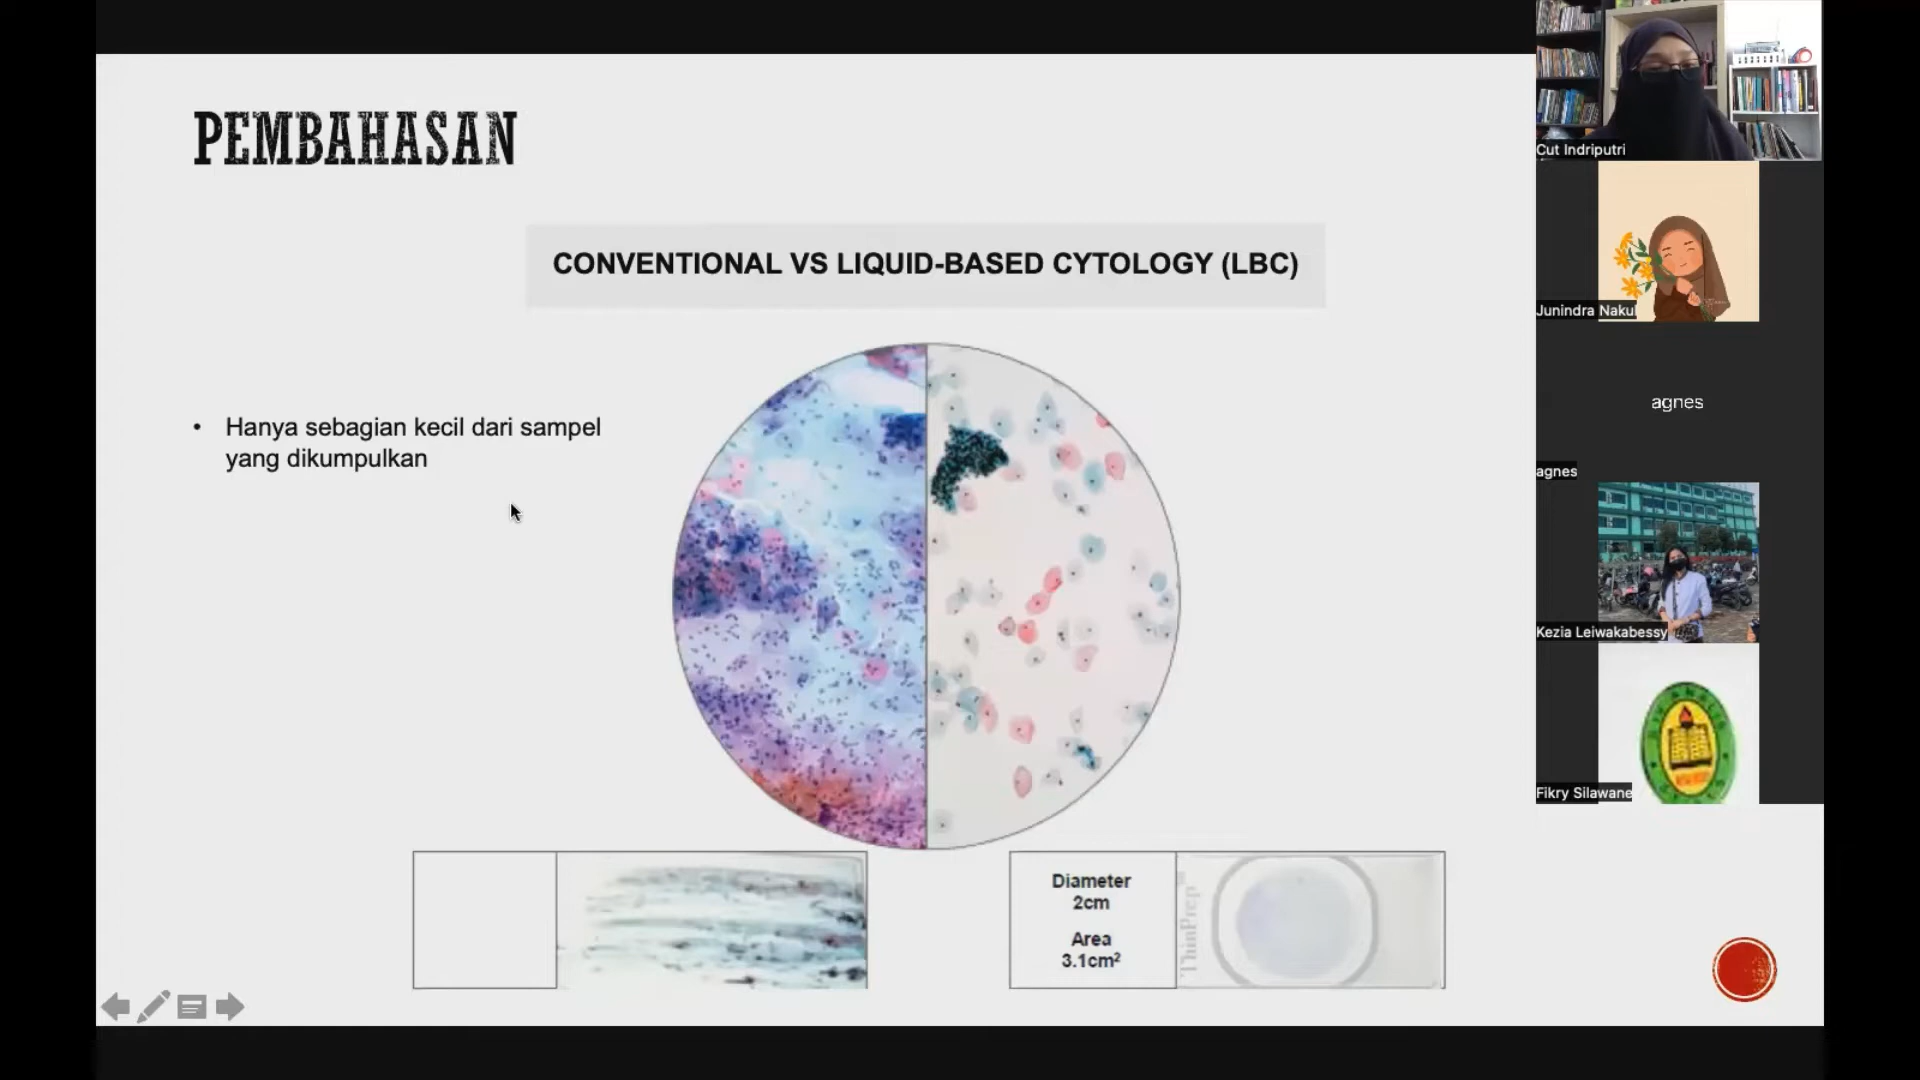 PEMBAHASAN
CONVENTIONAL VS LIQUID-BASED CYTOLOGY (LBC)
• Hanya sebagian kecil dari sampel
yang dikumpulkan
Diameter
2cm
Area
3.1cm²
ThinPrep
Cut Indriputri
Junindra Nakul
agnes
agnes
Kezia Leiwakabessy
Fikry Silawane